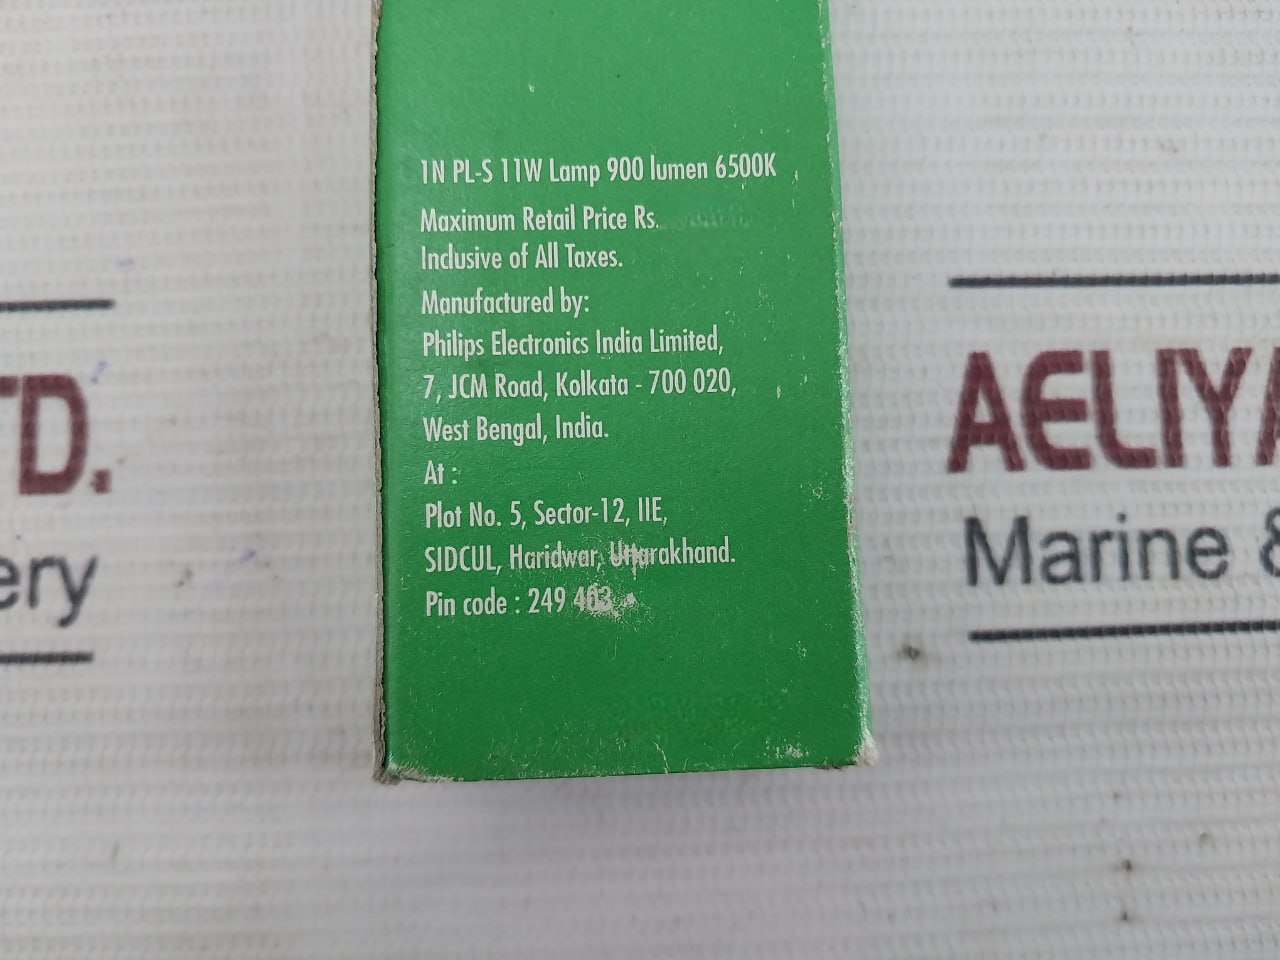 1N PL-S 11W Lamp 900 lumen 6500K
Maximum Retail Price Rs.
Inclusive of All Taxes.
Manufactured by:
Philips Electronics India Limited,
7, JCM Road, Kolkata - 700 020,
West Bengal, India.
At :
Plot No. 5, Sector-12, IIE,
SIDCUL, Haridwar, Uttarakhand.
Pin code : 249 403
TD.
ery
AELIYA
Marine &